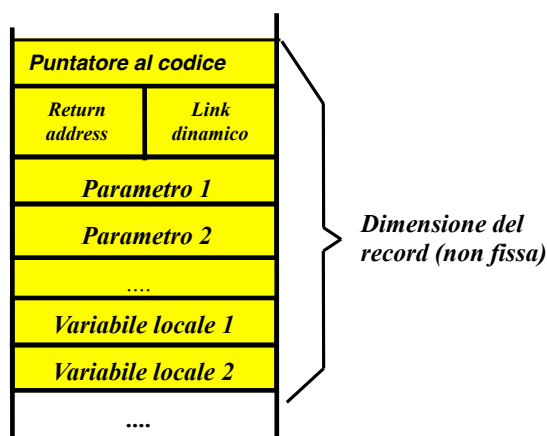 Puntatore al codice
Return
address
Link
dinamico
Parametro 1
Parametro 2
....
Variabile locale 1
Variabile locale 2
....
Dimensione del
record (non fissa)